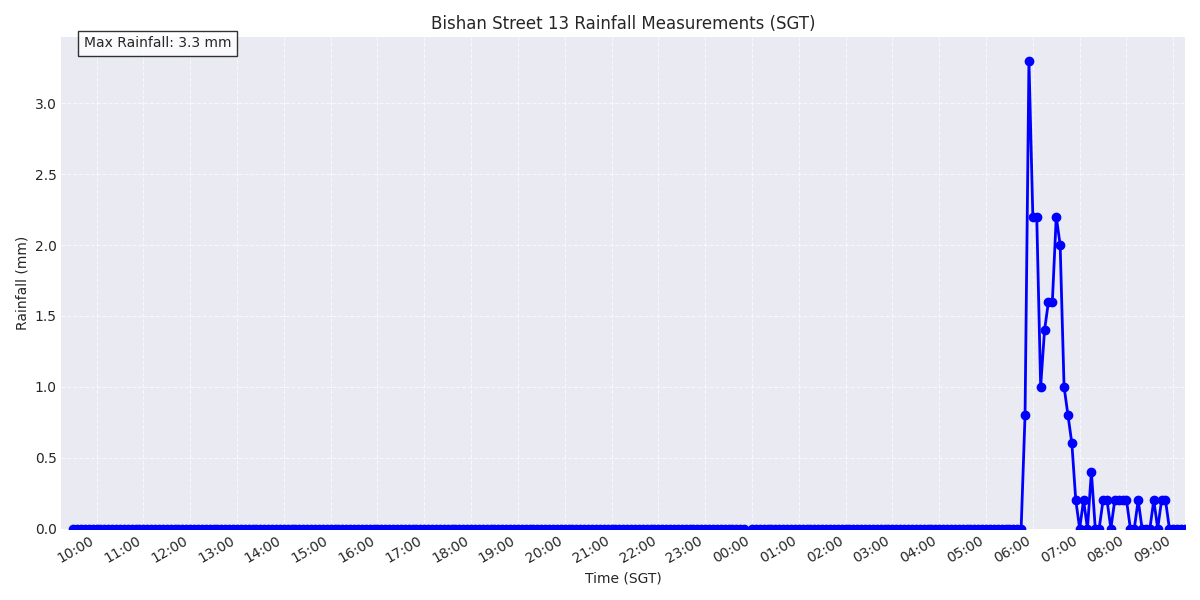 Bishan Street 13 Rainfall Measurements (SGT)
Max Rainfall: 3.3 mm
Rainfall (mm)
3.0
2.5
2.0
1.5
1.0
0.5
0.0
10:00 11:00 12:00 13:00 14:00 15:00 16:00 17:00 18:00 19:00 20:00 21:00 22:00 23:00 00:00 01:00 02:00 03:00 04:00 05:00 06:00 07:00 08:00 09:00
Time (SGT)